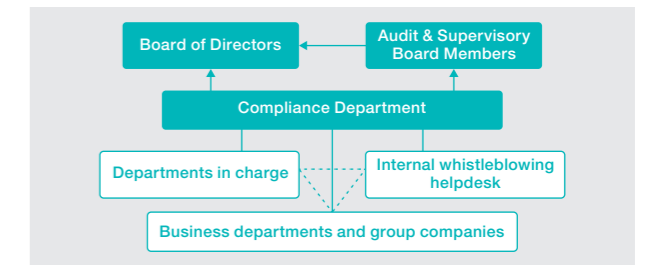 Board of Directors
Audit & Supervisory
Board Members
Compliance Department
Departments in charge
Internal whistleblowing
helpdesk
Business departments and group companies